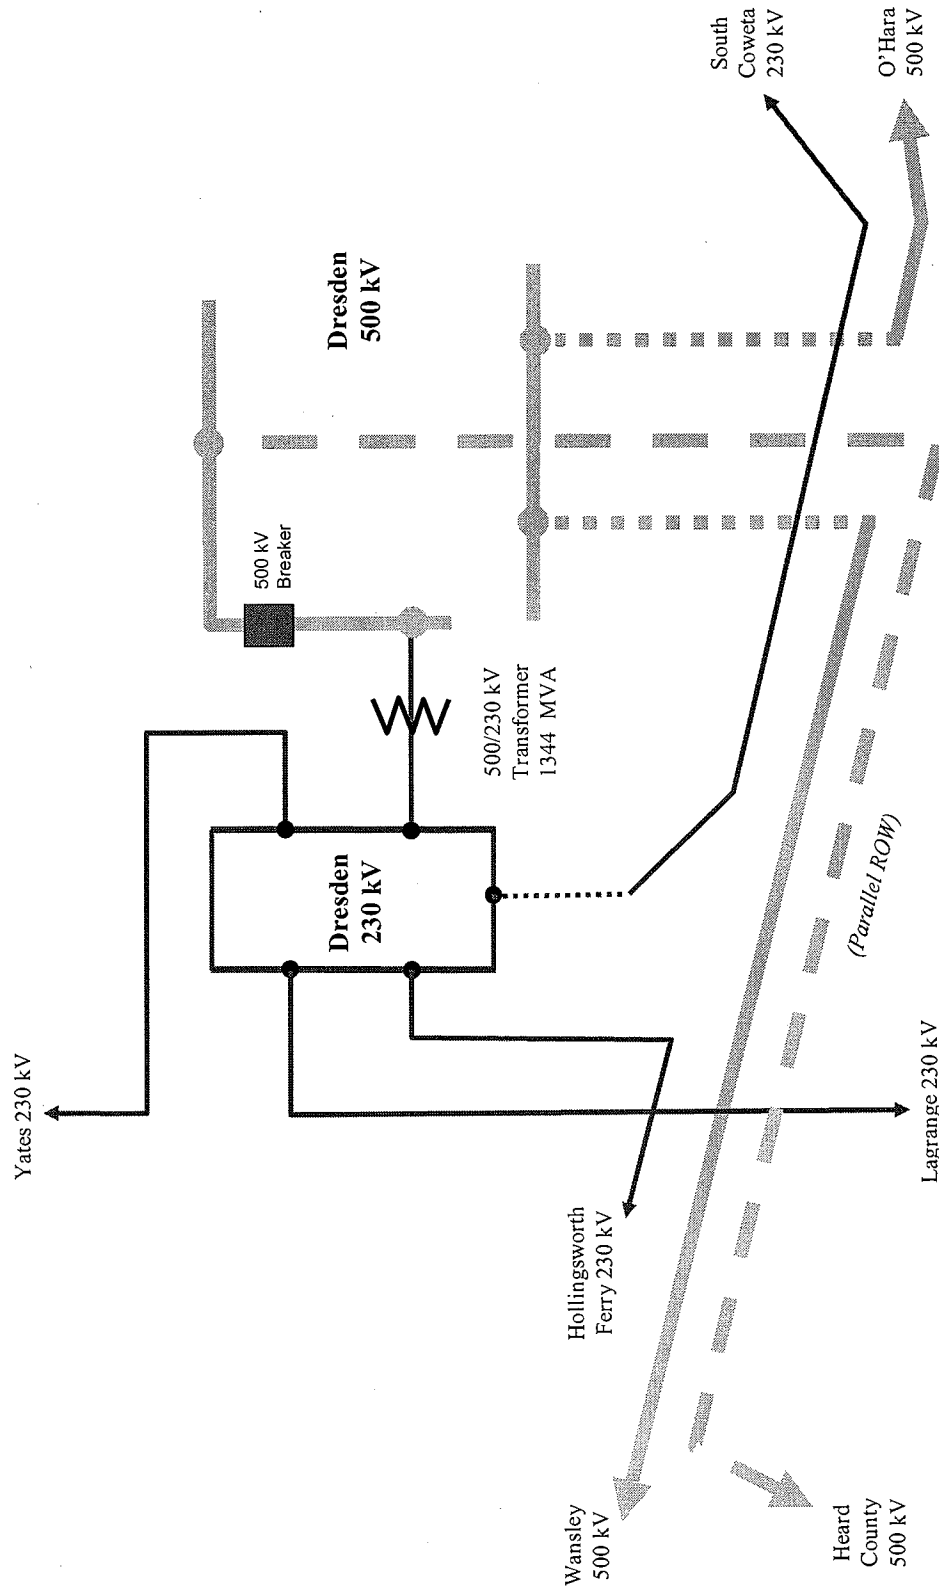 Yates 230 kV
Dresden
230 kV
Dresden
500 kV
500 kV
Breaker
500/230 kV
Transformer
1344 MVA
South
Coweta
230 kV
O'Hara
500 kV
Hollingsworth
Ferry 230 kV
(Parallel ROW)
Lagrange 230 kV
Wansley
500 kV
Heard
County
500 kV